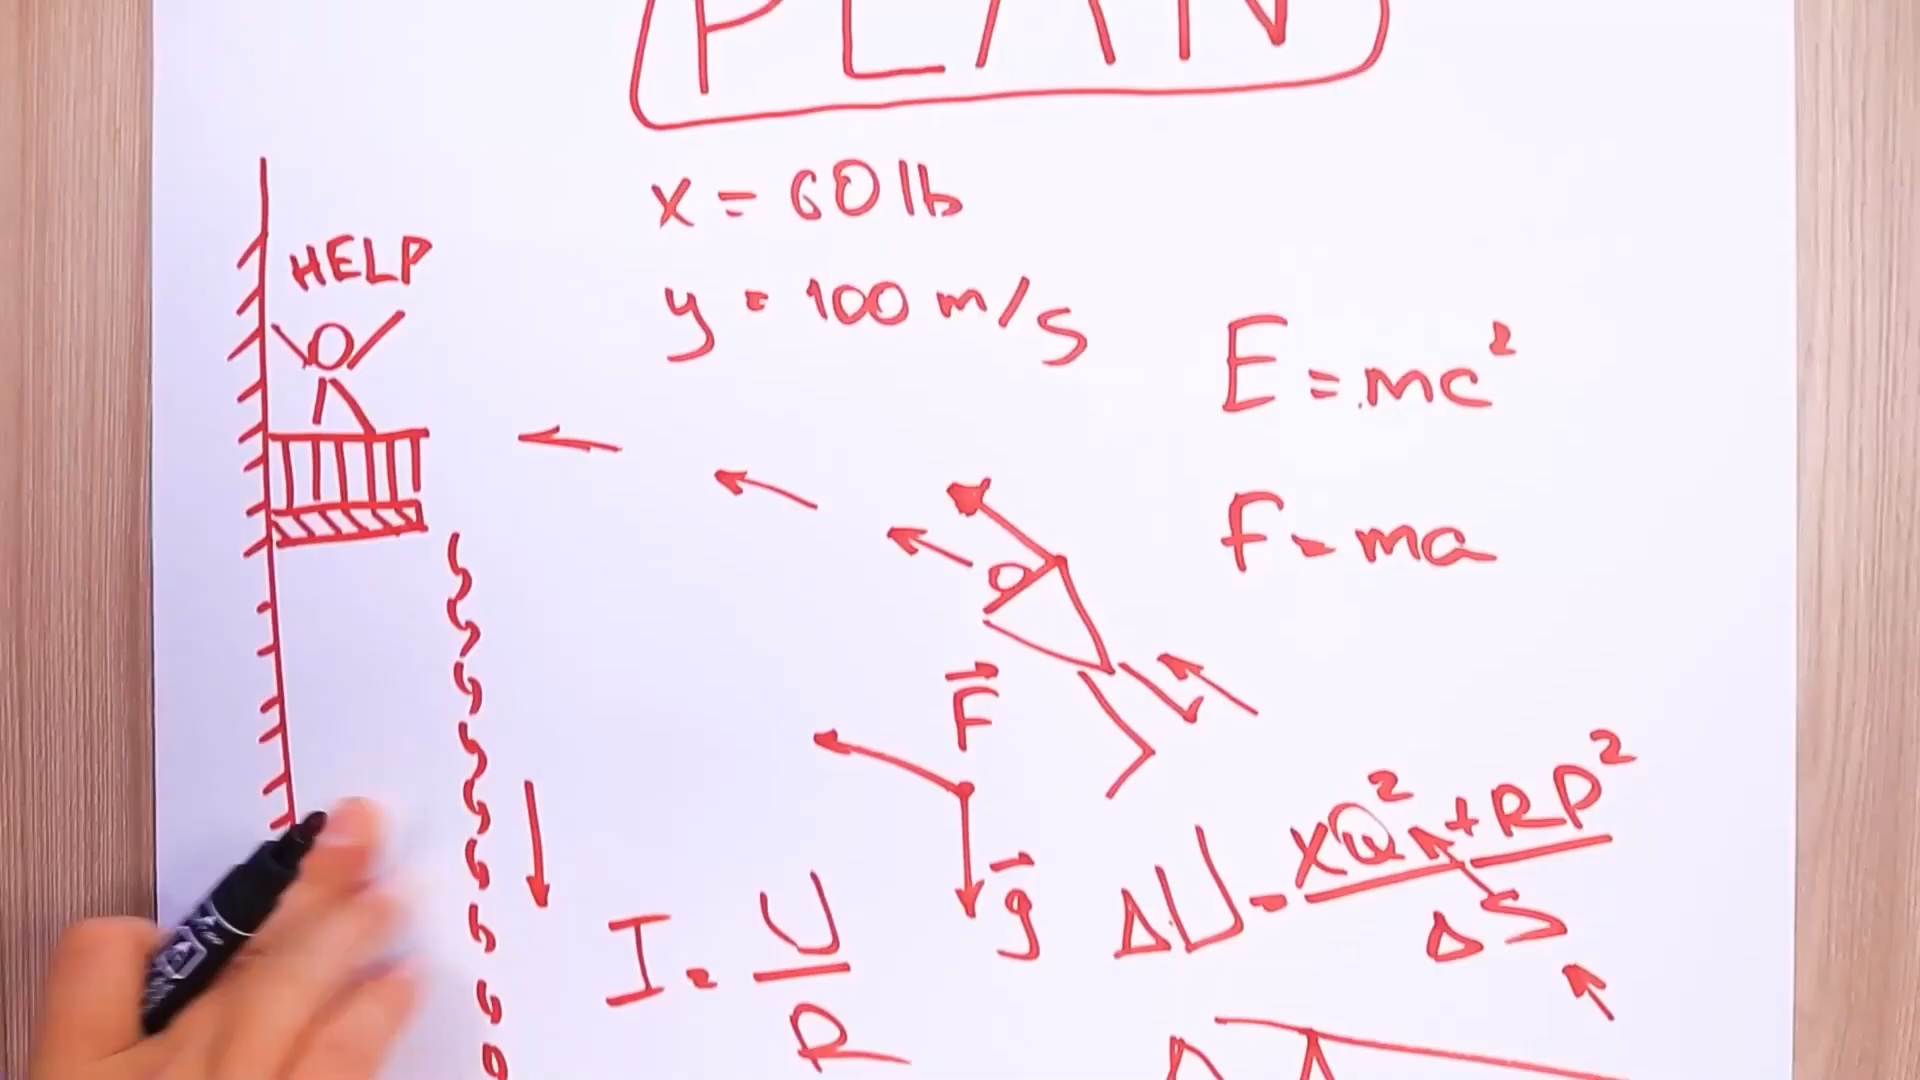 PLAN
x = 60 lb
HELP
y = 100 m/s
E = mc²
F = ma
F
g
ΔU = XQ² + RP² / ΔS
I = U / R